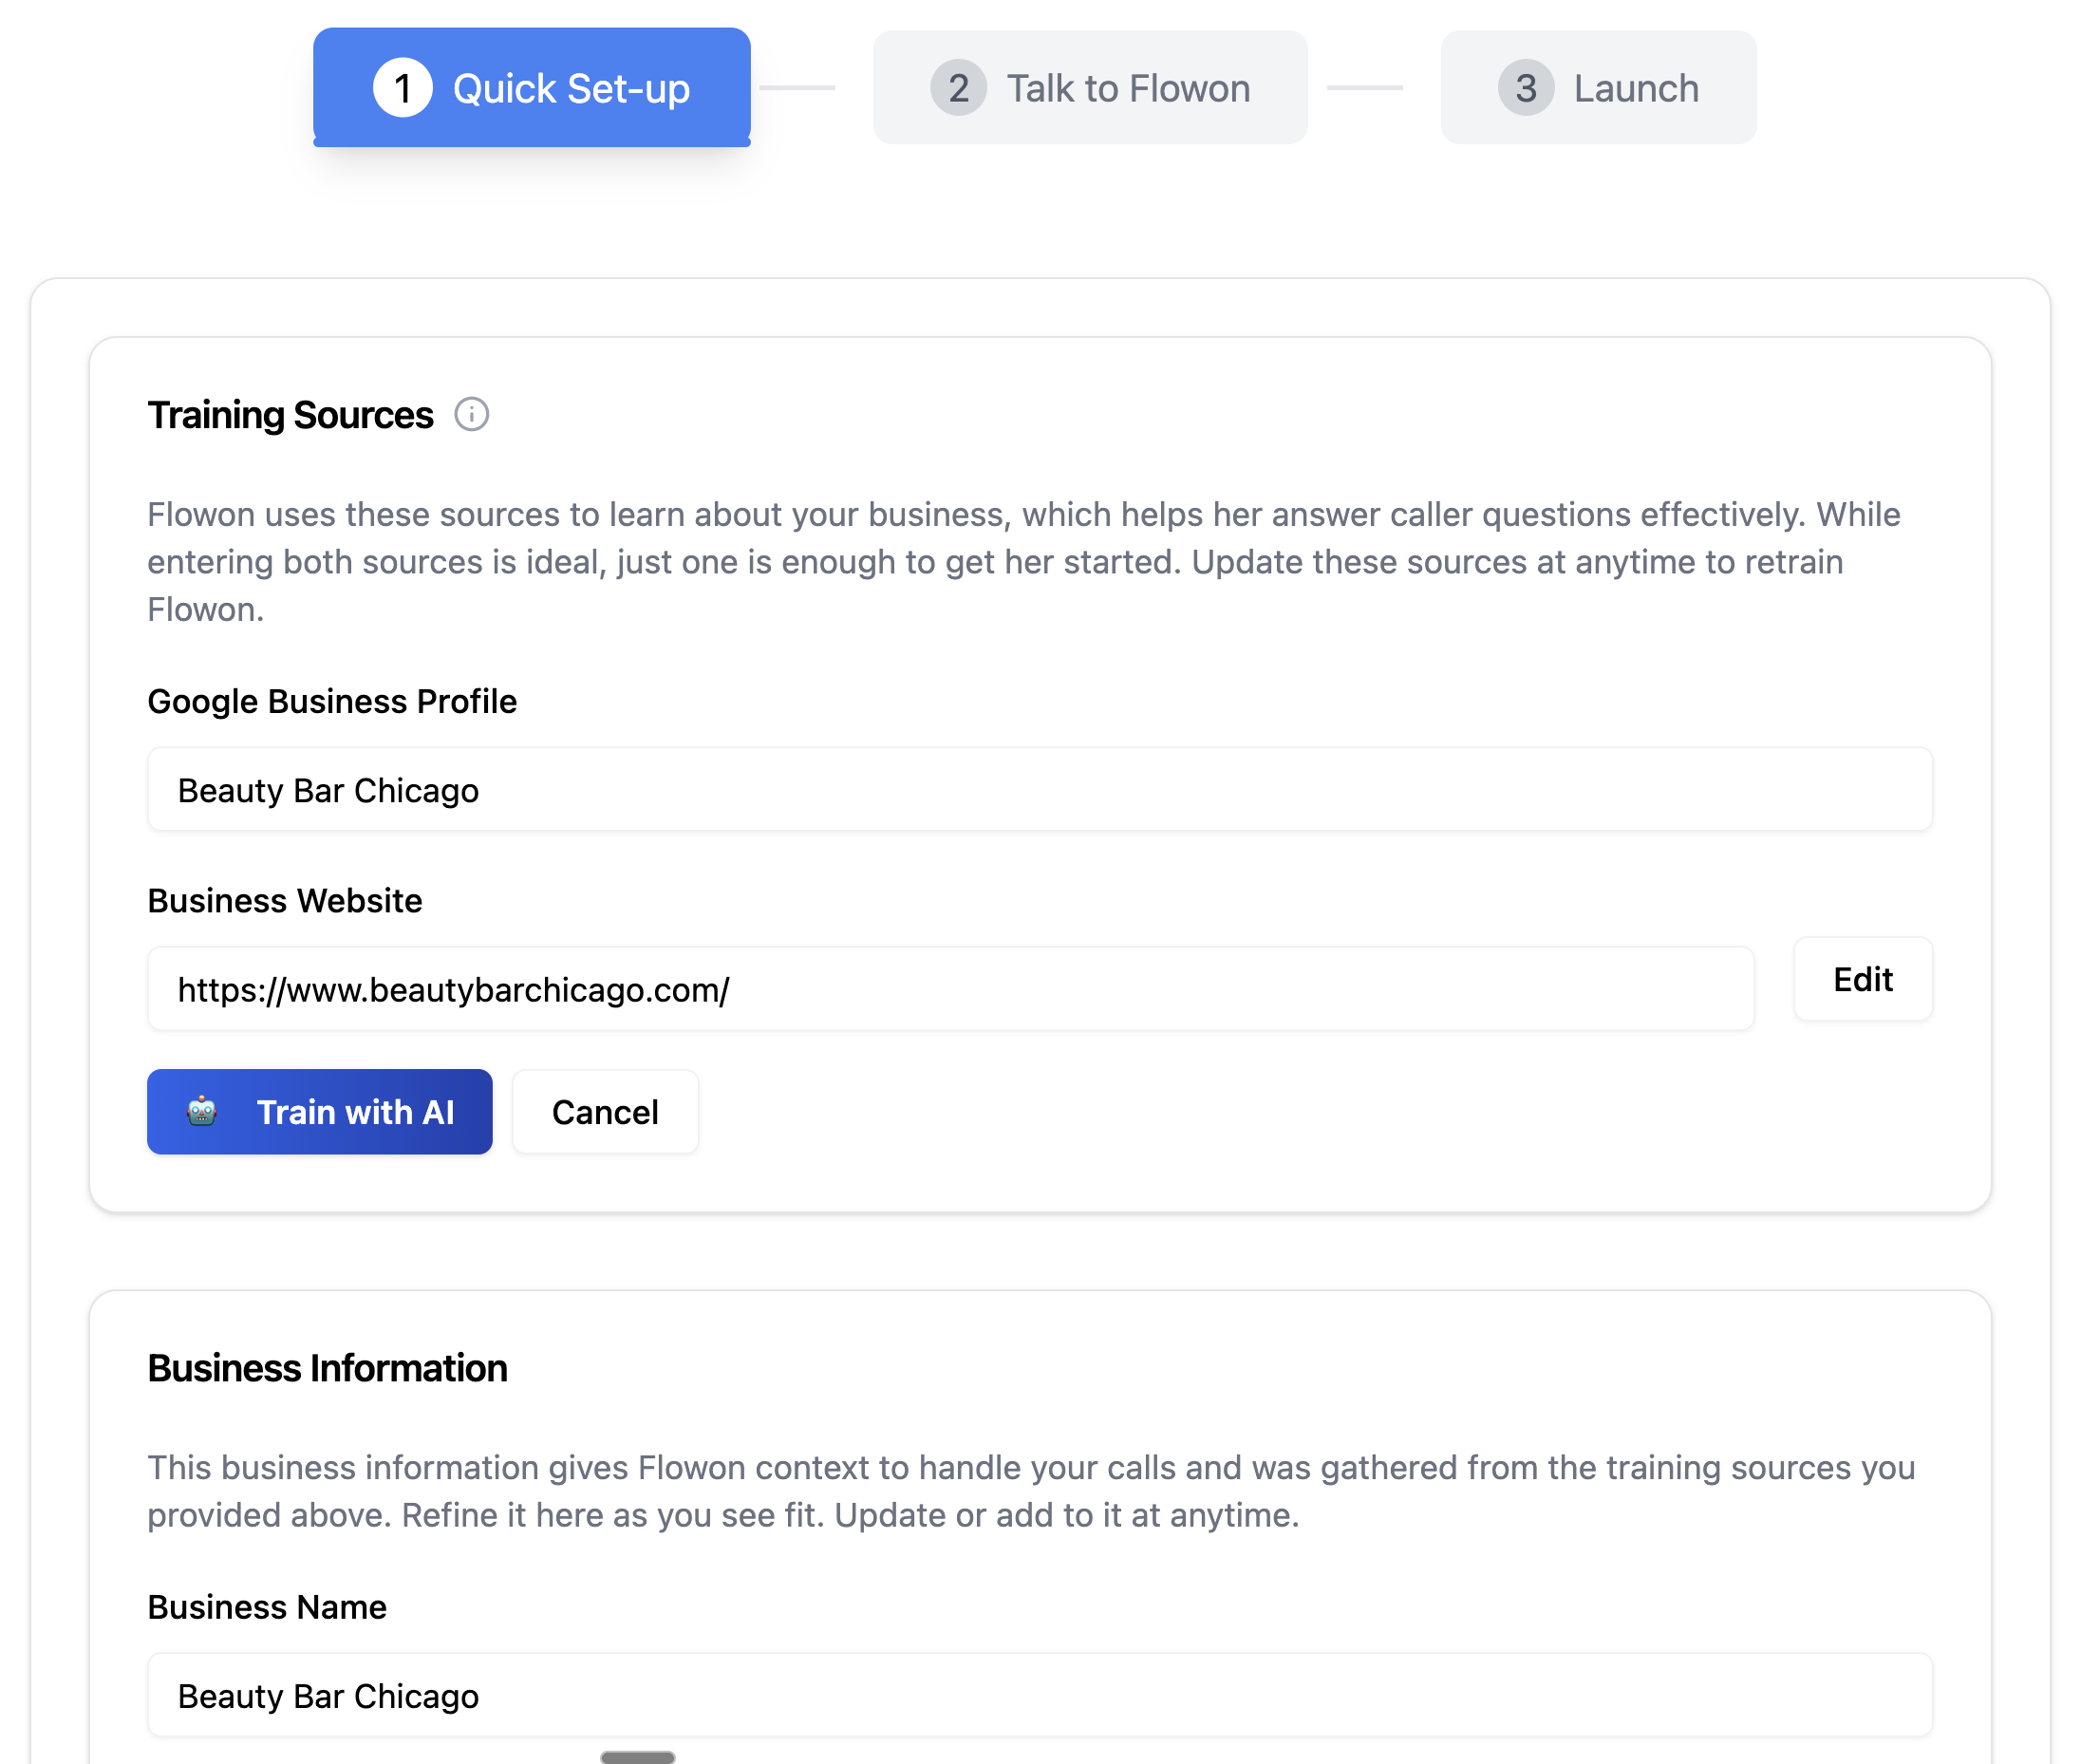 1 Quick Set-up
2 Talk to Flowon
3 Launch
Training Sources
Flowon uses these sources to learn about your business, which helps her answer caller questions effectively. While
entering both sources is ideal, just one is enough to get her started. Update these sources at anytime to retrain
Flowon.
Google Business Profile
Beauty Bar Chicago
Business Website
https://www.beautybarchicago.com/
Edit
Train with AI
Cancel
Business Information
This business information gives Flowon context to handle your calls and was gathered from the training sources you
provided above. Refine it here as you see fit. Update or add to it at anytime.
Business Name
Beauty Bar Chicago